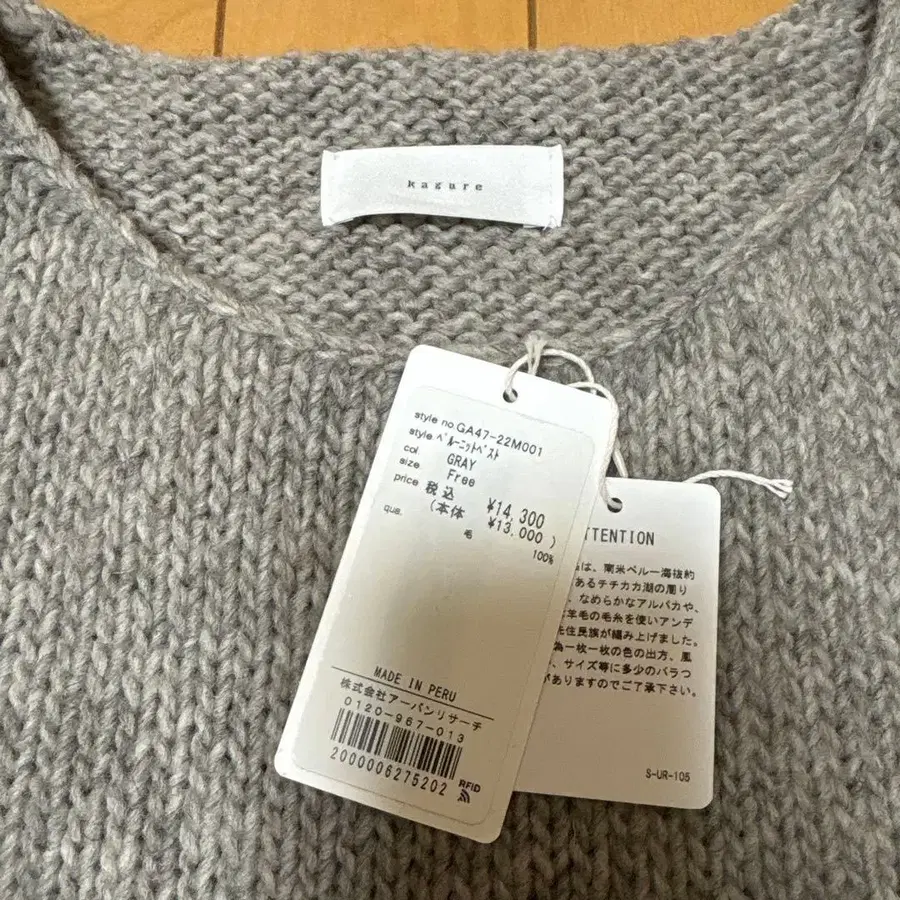 kagure
style no.GA47-22M001
style ﾍﾟﾙｰﾆｯﾄﾍﾞｽﾄ
col GRAY
size Free
price 税込 ¥14,300
(本体 ¥13,000)
qua. 毛 100%
MADE IN PERU
株式会社アーバンリサーチ
0120-967-013
2000006275202
RFID
TTENTION
は、南米ペルー海抜約
あるチチカカ湖の周り
、なめらかなアルパカや、
羊毛の毛糸を使いアンデ
先住民族が編み上げました。
為一枚一枚の色の出方、風
、サイズ等に多少のバラつ
がありますのでご了承下さい。
S-UR-105